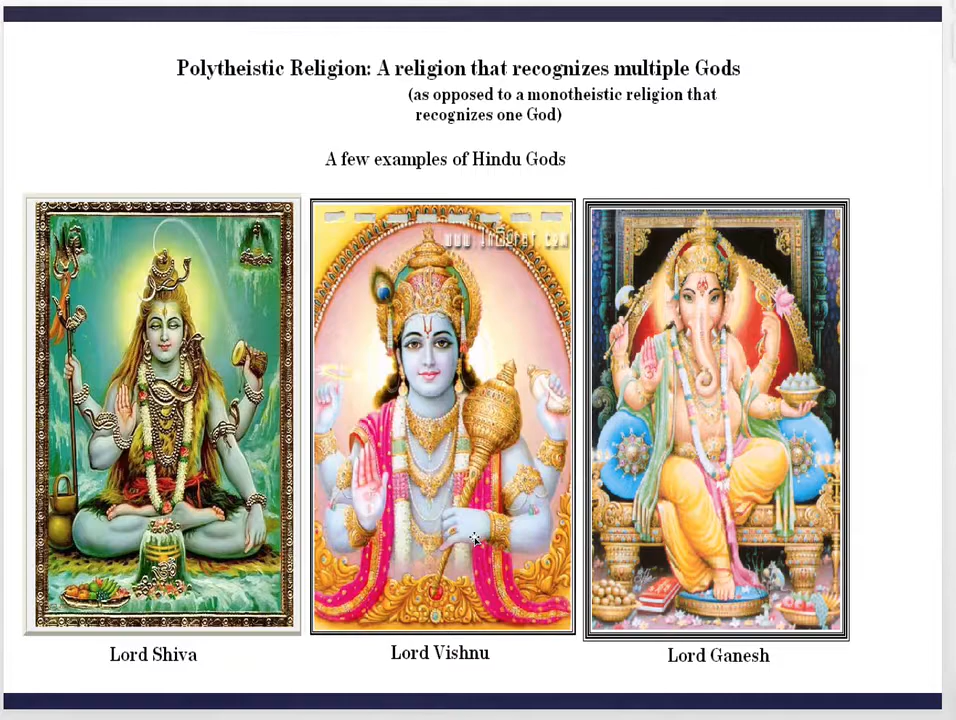 Polytheistic Religion: A religion that recognizes multiple Gods
(as opposed to a monotheistic religion that
recognizes one God)
A few examples of Hindu Gods
Lord Shiva
Lord Vishnu
Lord Ganesh